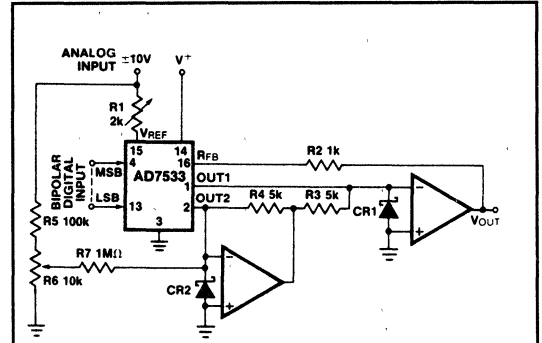 ANALOG
INPUT
±10V
V+
R1
2k
VREF
15
14
4
16
RFB
R2 1k
BIPOLAR
DIGITAL
INPUT
MSB
LSB
AD7533
1
OUT1
13
2
OUT2
3
R4 5k
R3 5k
CR1
−
+
VOUT
R5 100k
R7 1MΩ
R6 10k
CR2
−
+